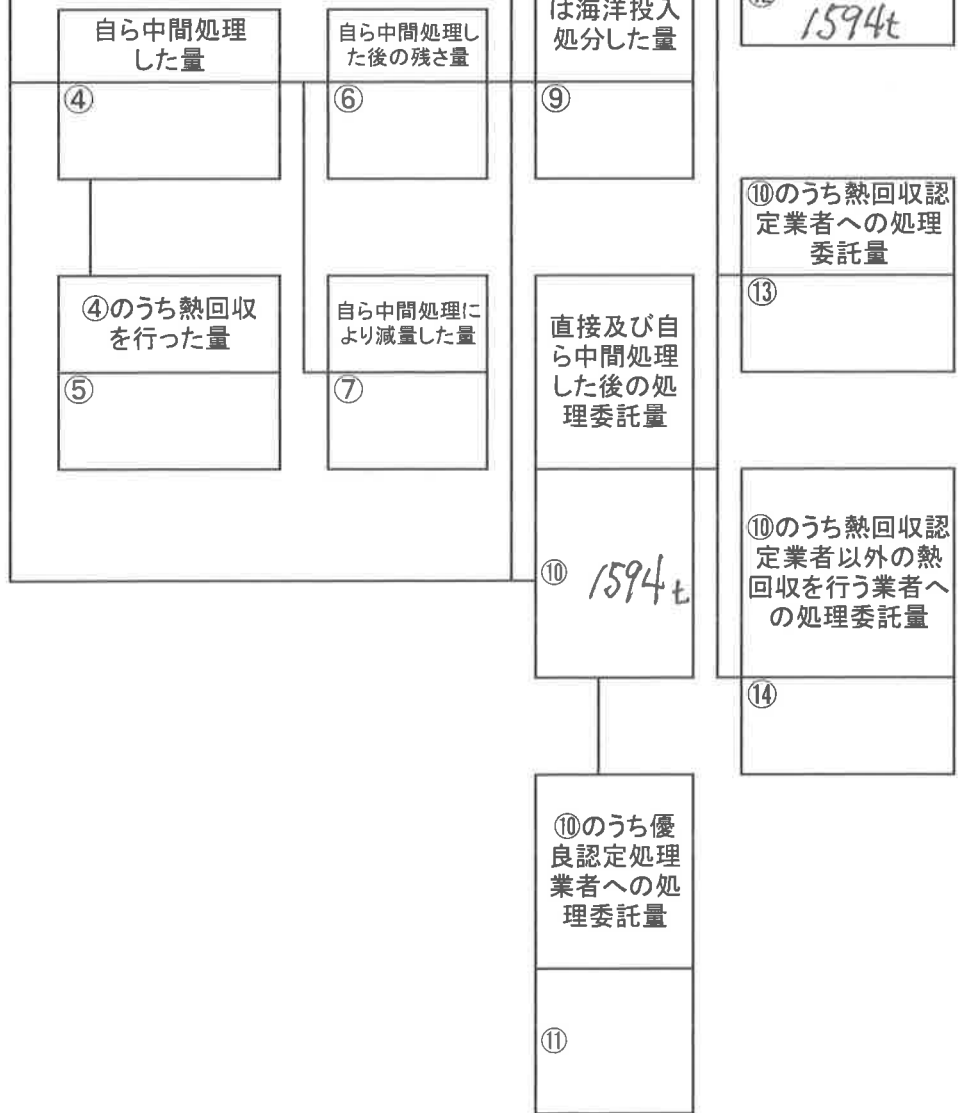 自ら中間処理
した量
④
自ら中間処理し
た後の残さ量
⑥
は海洋投入
処分した量
⑨
1594t
④のうち熱回収
を行った量
⑤
自ら中間処理に
より減量した量
⑦
直接及び自
ら中間処理
した後の処
理委託量
⑩ 1594t
⑩のうち熱回収認
定業者への処理
委託量
⑬
⑩のうち熱回収認
定業者以外の熱
回収を行う業者へ
の処理委託量
⑭
⑩のうち優
良認定処理
業者への処
理委託量
⑪